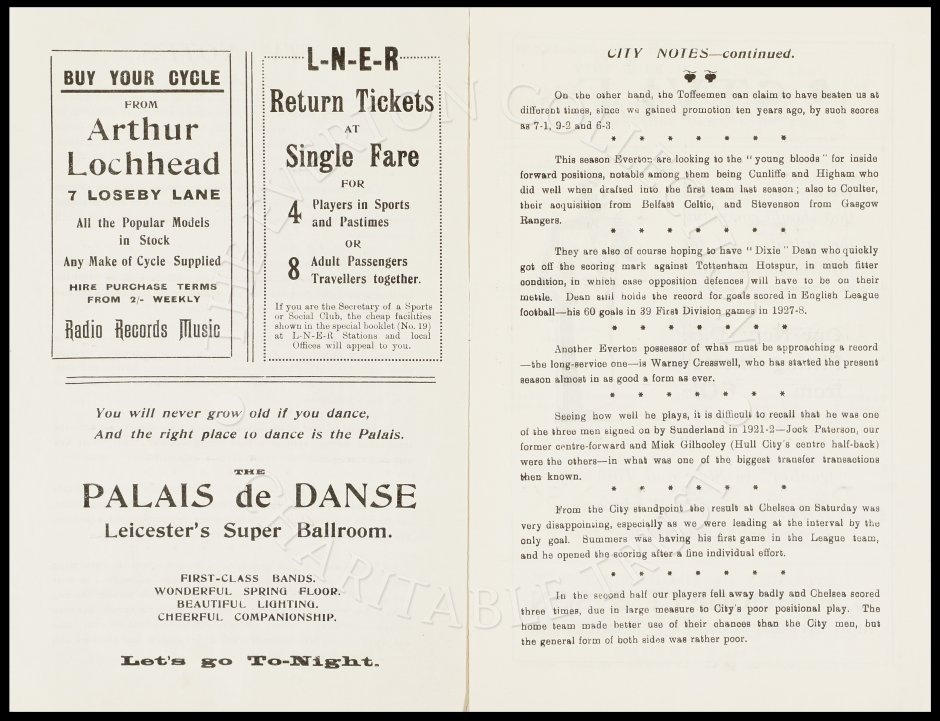 BUY YOUR CYCLE
FROM
Arthur
Lochhead
7 LOSEBY LANE
All the Popular Models
in Stock
Any Make of Cycle Supplied
HIRE PURCHASE TERMS
FROM 2/- WEEKLY
Radio Records Music
L-N-E-R
Return Tickets
AT
Single Fare
FOR
4 Players in Sports
and Pastimes
OR
8 Adult Passengers
Travellers together.
If you are the Secretary of a Sports
or Social Club, the cheap facilities
shown in the special booklet (No. 19)
at L-N-E-R Stations and local
Offices will appeal to you.
You will never grow old if you dance,
And the right place to dance is the Palais.
THE
PALAIS de DANSE
Leicester's Super Ballroom.
FIRST-CLASS BANDS.
WONDERFUL SPRING FLOOR.
BEAUTIFUL LIGHTING.
CHEERFUL COMPANIONSHIP.
Let's go To-Night.
CITY NOTES—continued.
On the other hand, the Toffeemen can claim to have beaten us at
different times, since we gained promotion ten years ago, by such scores
as 7-1, 9-2 and 6-3
* * * * * * *
This season Everton are looking to the "young bloods" for inside
forward positions, notable among them being Cunliffe and Higham who
did well when drafted into the first team last season; also to Coulter,
their acquisition from Belfast Celtic, and Stevenson from Gasgow
Rangers.
* * * * * * *
They are also of course hoping to have "Dixie" Dean who quickly
got off the scoring mark against Tottenham Hotspur, in much fitter
condition, in which case opposition defences will have to be on their
mettle. Dean still holds the record for goals scored in English League
football—his 60 goals in 39 First Division games in 1927-8.
* * * * * * *
Another Everton possessor of what must be approaching a record
—the long-service one—is Warney Cresswell, who has started the present
season almost in as good a form as ever.
* * * * * * *
Seeing how well he plays, it is difficult to recall that he was one
of the three men signed on by Sunderland in 1921-2—Jock Paterson, our
former centre-forward and Mick Gilhooley (Hull City's centre half-back)
were the others—in what was one of the biggest transfer transactions
then known.
* * * * * * *
From the City standpoint the result at Chelsea on Saturday was
very disappointing, especially as we were leading at the interval by the
only goal. Summers was having his first game in the League team,
and he opened the scoring after a fine individual effort.
* * * * * * *
In the second half our players fell away badly and Chelsea scored
three times, due in large measure to City's poor positional play. The
home team made better use of their chances than the City men, but
the general form of both sides was rather poor.
THE EVERTON COLLECTION
CHARITABLE TRUST